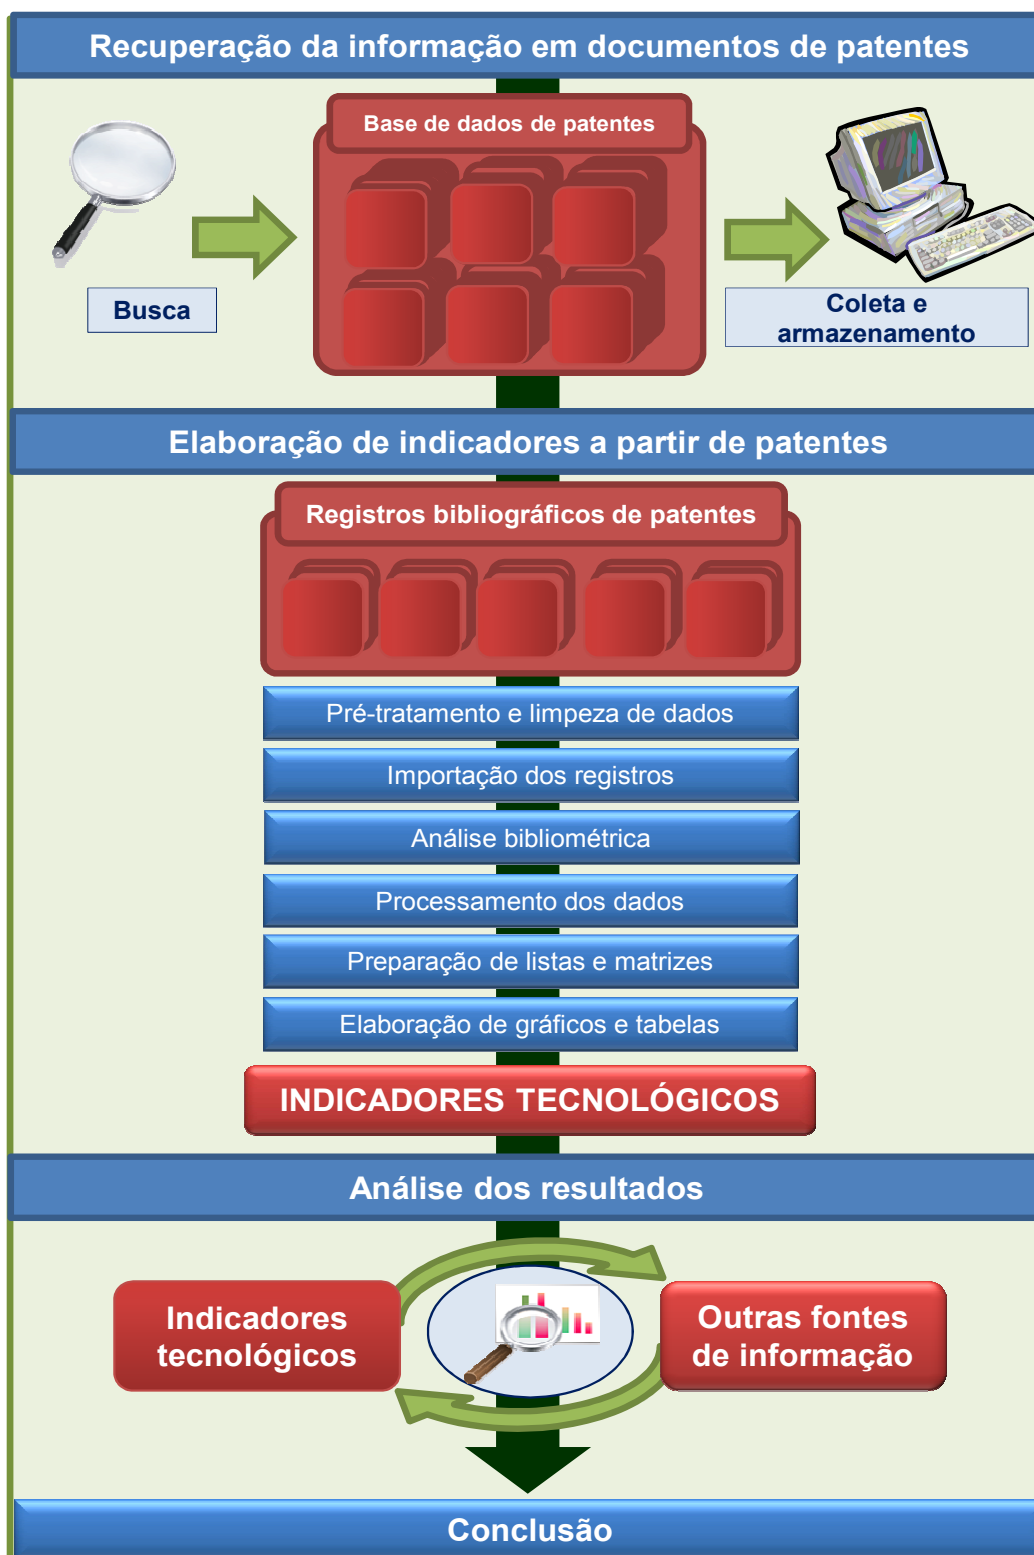 Recuperação da informação em documentos de patentes
Base de dados de patentes
Busca
Coleta e
armazenamento
Elaboração de indicadores a partir de patentes
Registros bibliográficos de patentes
Pré-tratamento e limpeza de dados
Importação dos registros
Análise bibliométrica
Processamento dos dados
Preparação de listas e matrizes
Elaboração de gráficos e tabelas
INDICADORES TECNOLÓGICOS
Análise dos resultados
Indicadores
tecnológicos
Outras fontes
de informação
Conclusão